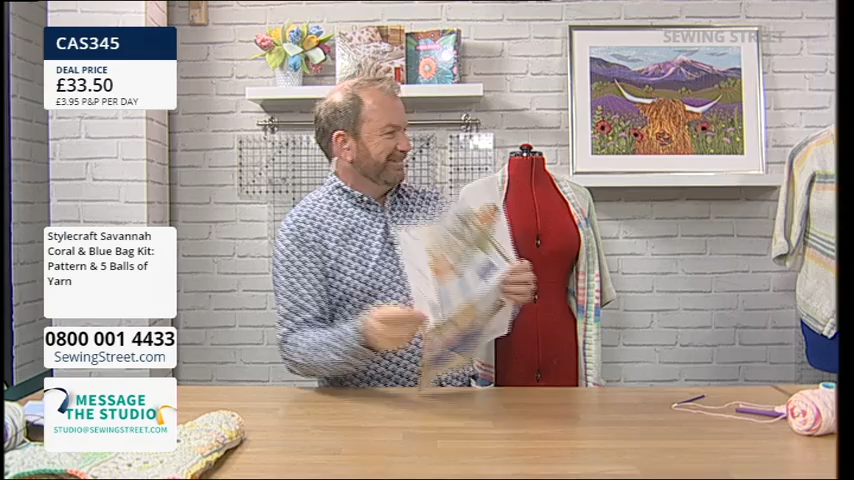 SEWING STREET
CAS345
DEAL PRICE
£33.50
£3.95 P&P PER DAY
Stylecraft Savannah
Coral & Blue Bag Kit:
Pattern & 5 Balls of
Yarn
0800 001 4433
SewingStreet.com
MESSAGE
THE STUDIO
STUDIO@SEWINGSTREET.COM